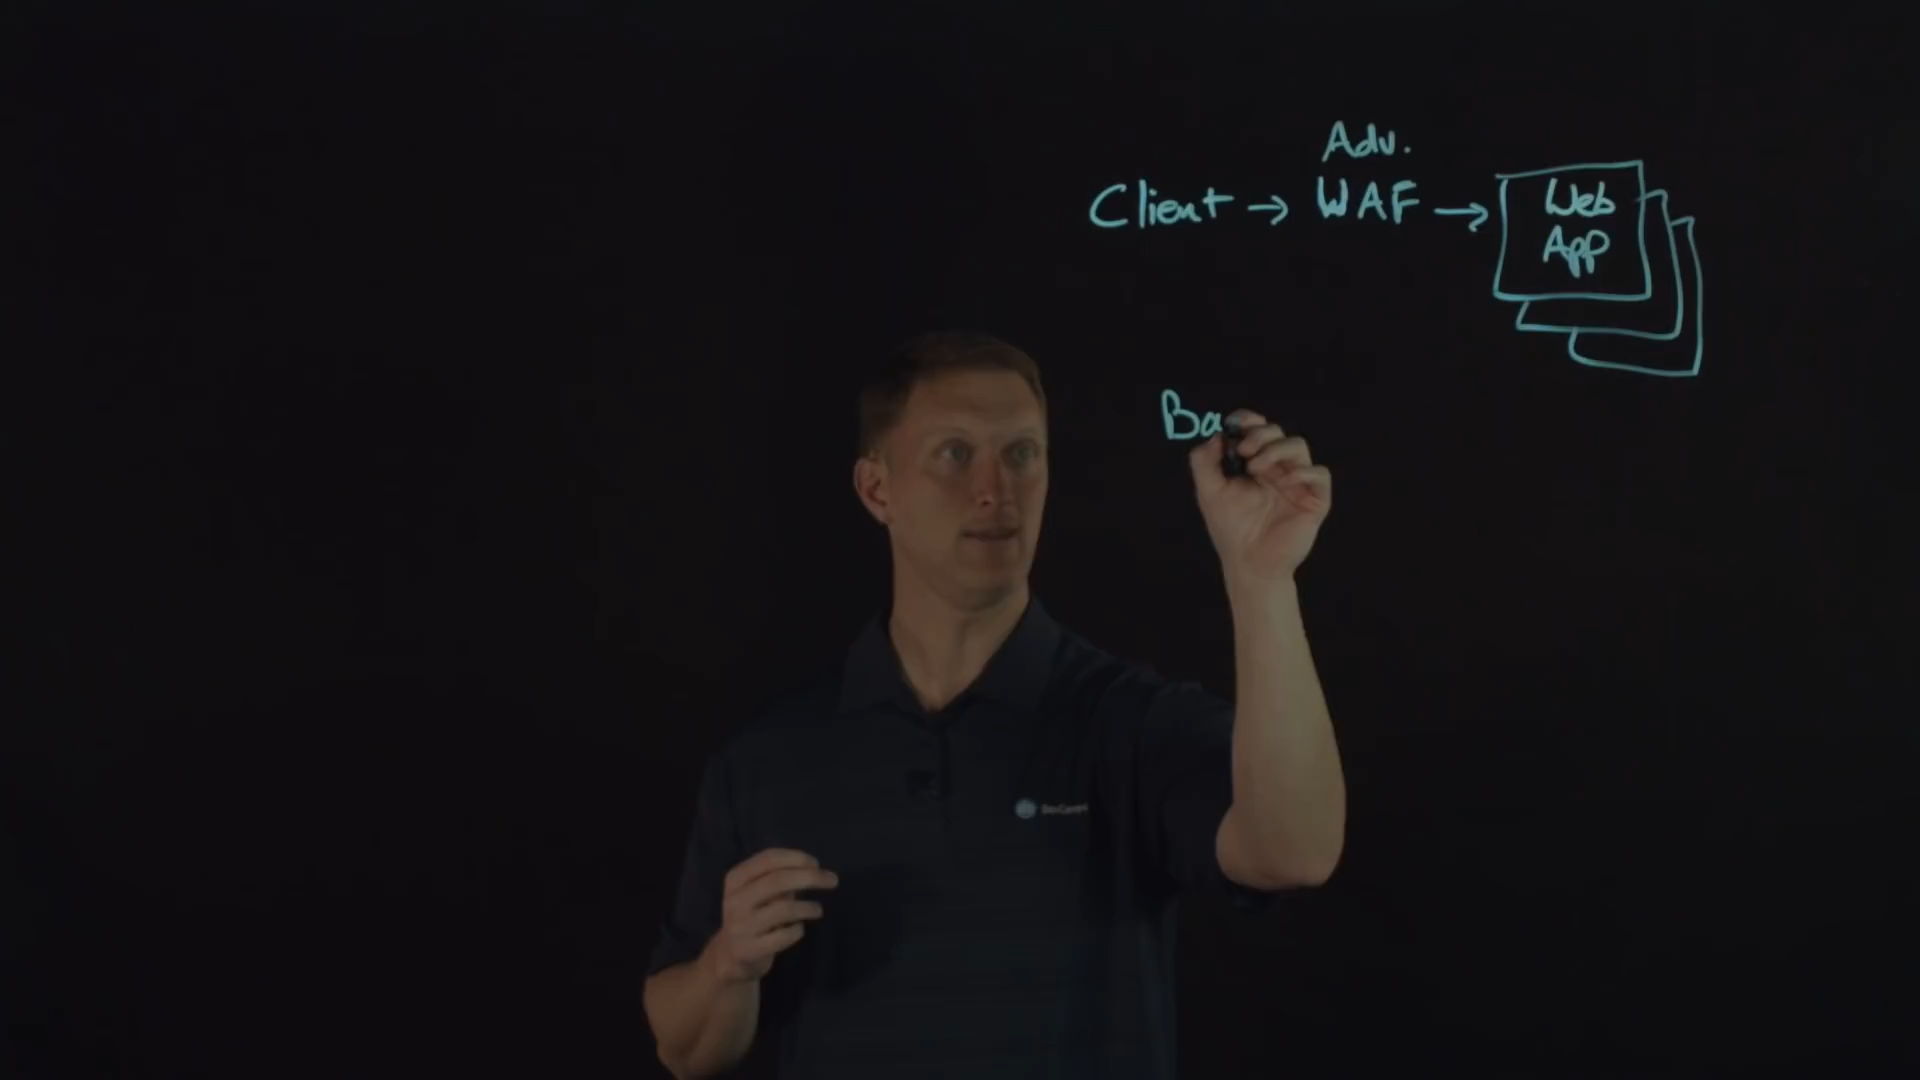 Adv.
Client → WAF →
Web
App
Ba